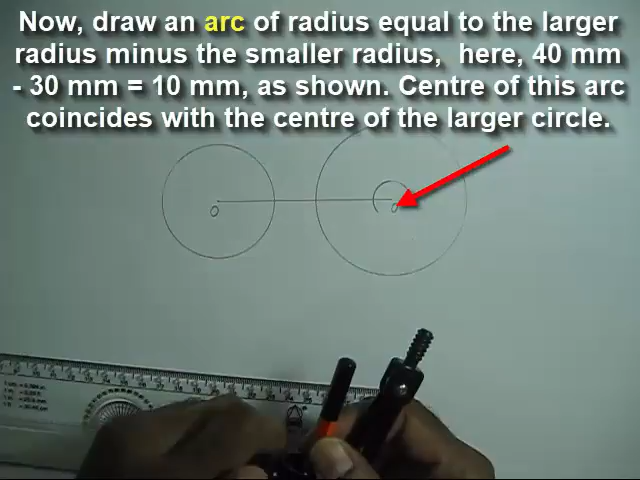 Now, draw an arc of radius equal to the larger
radius minus the smaller radius, here, 40 mm
- 30 mm = 10 mm, as shown. Centre of this arc
coincides with the centre of the larger circle.
O
O'